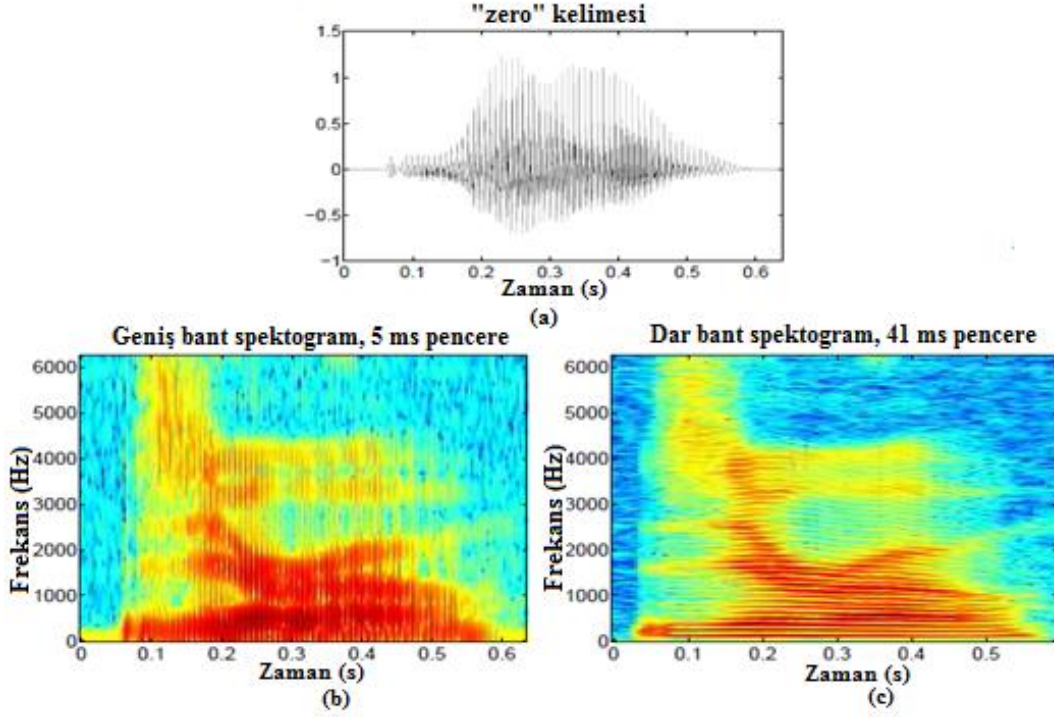 "zero" kelimesi
1.5
1
0.5
0
−0.5
−1
0 0.1 0.2 0.3 0.4 0.5 0.6
Zaman (s)
(a)
Geniş bant spektogram, 5 ms pencere
6000
5000
4000
3000
2000
1000
0
Frekans (Hz)
0 0.1 0.2 0.3 0.4 0.5 0.6
Zaman (s)
(b)
Dar bant spektogram, 41 ms pencere
6000
5000
4000
3000
2000
1000
0
Frekans (Hz)
0 0.1 0.2 0.3 0.4 0.5
Zaman (s)
(c)